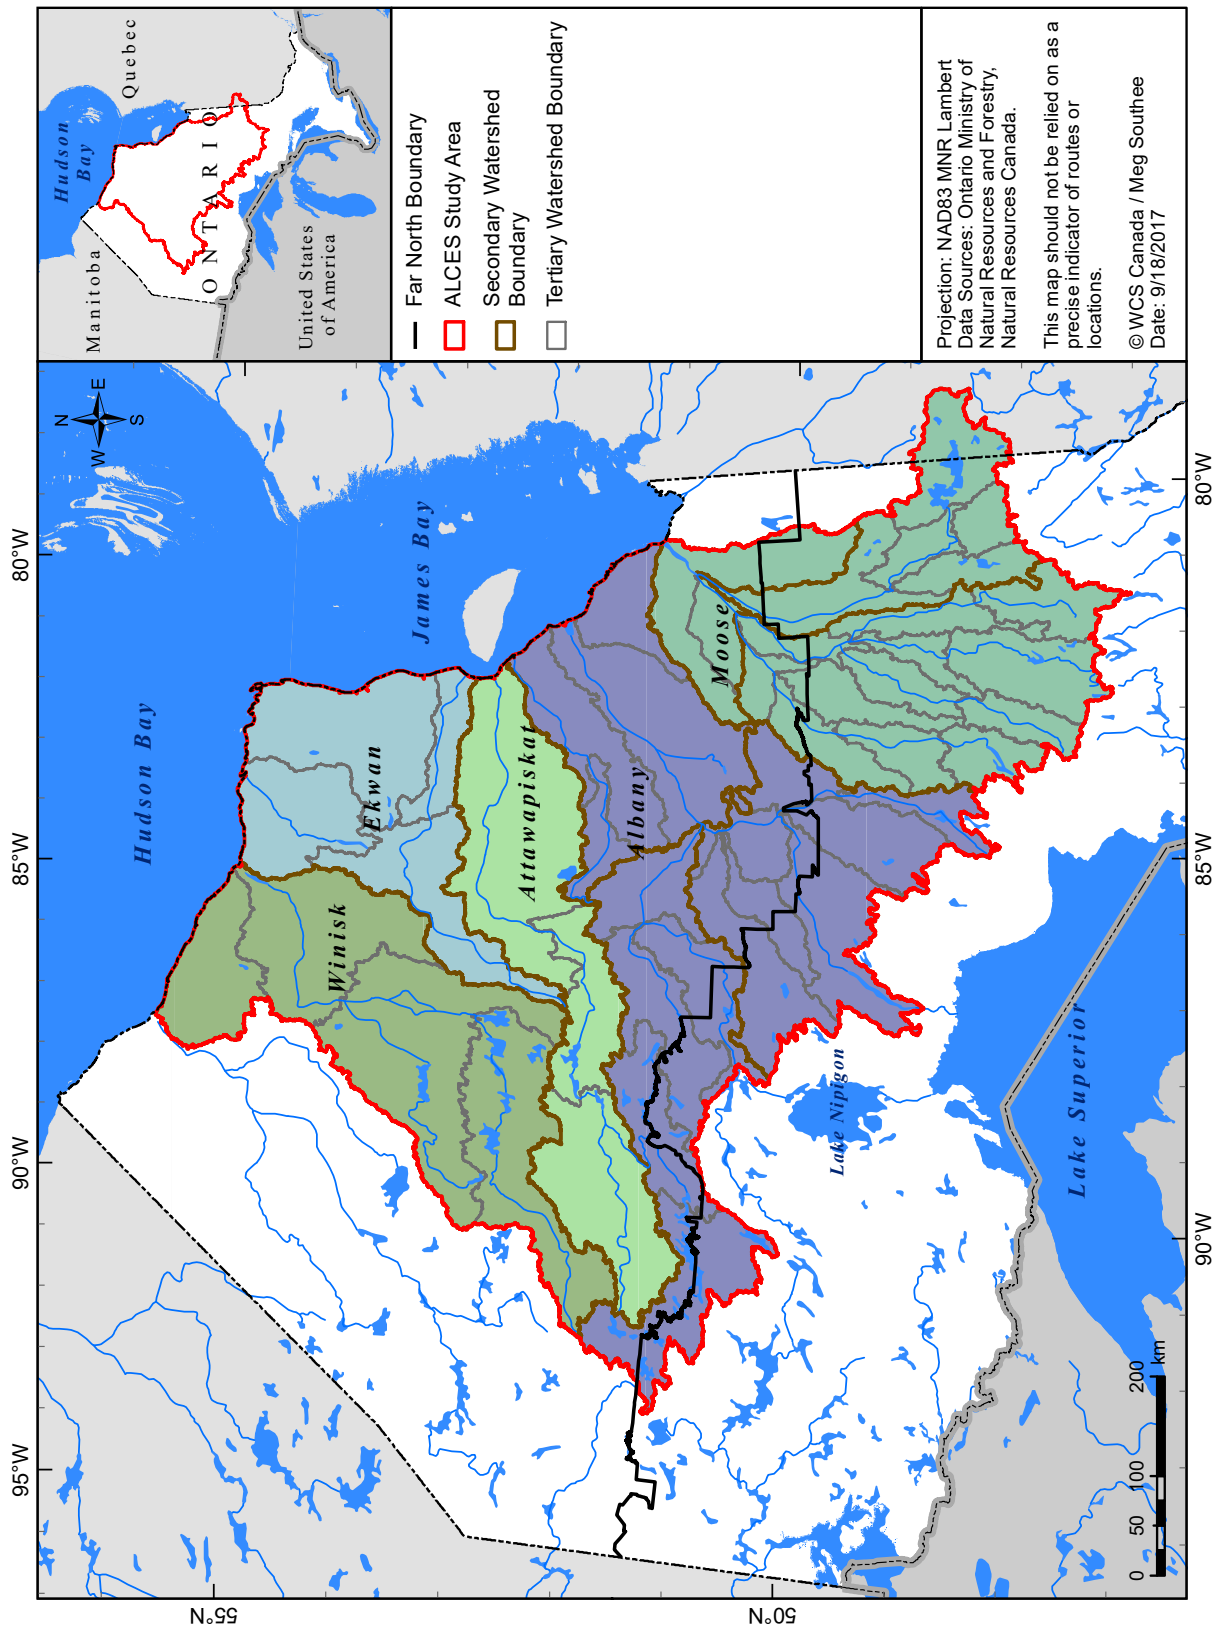 80°W
85°W
90°W
95°W
55°N
50°N
80°W
85°W
90°W
N
W
E
S
Hudson Bay
James Bay
Winisk
Ekwan
Attawapiskat
Albany
Moose
Lake Nipigon
Lake Superior
0
50
100
200
km
Hudson
Bay
Quebec
Manitoba
ONTARIO
United States
of America
Far North Boundary
ALCES Study Area
Secondary Watershed
Boundary
Tertiary Watershed Boundary
Projection: NAD83 MNR Lambert
Data Sources: Ontario Ministry of
Natural Resources and Forestry,
Natural Resources Canada.
This map should not be relied on as a
precise indicator of routes or
locations.
© WCS Canada / Meg Southee
Date: 9/18/2017